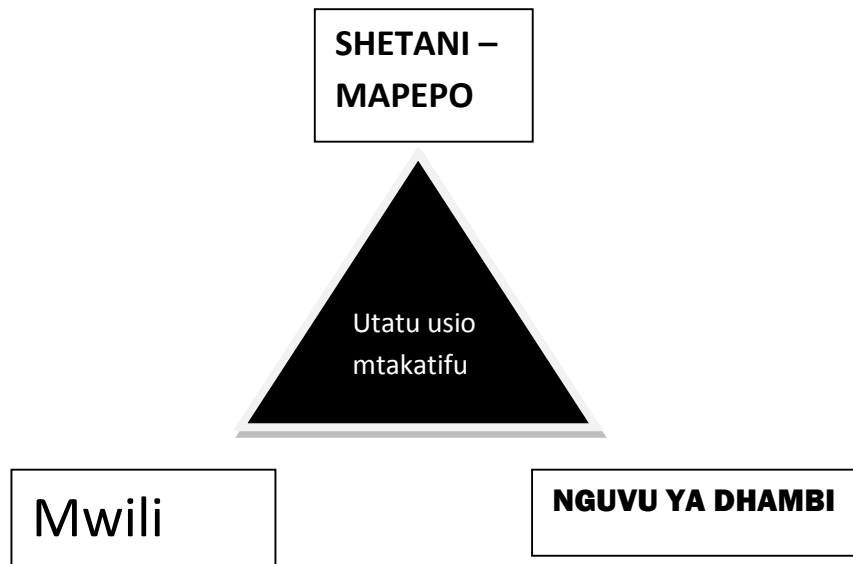 SHETANI –
MAPEPO
Utatu usio
mtakatifu
Mwili
NGUVU YA DHAMBI